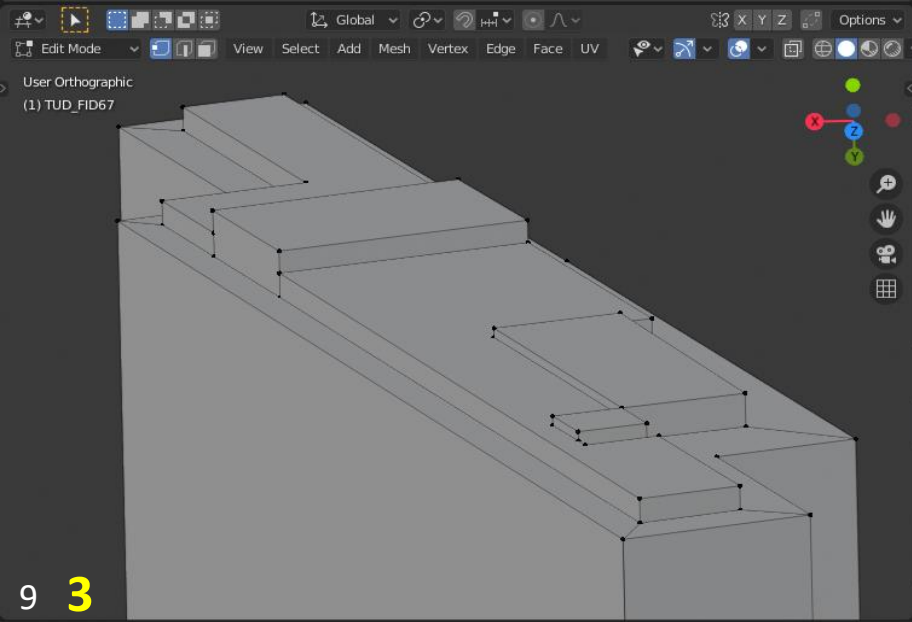 Global
X Y Z
Options
Edit Mode
View Select Add Mesh Vertex Edge Face UV
User Orthographic
(1) TUD_FID67
X
Z
Y
9 3